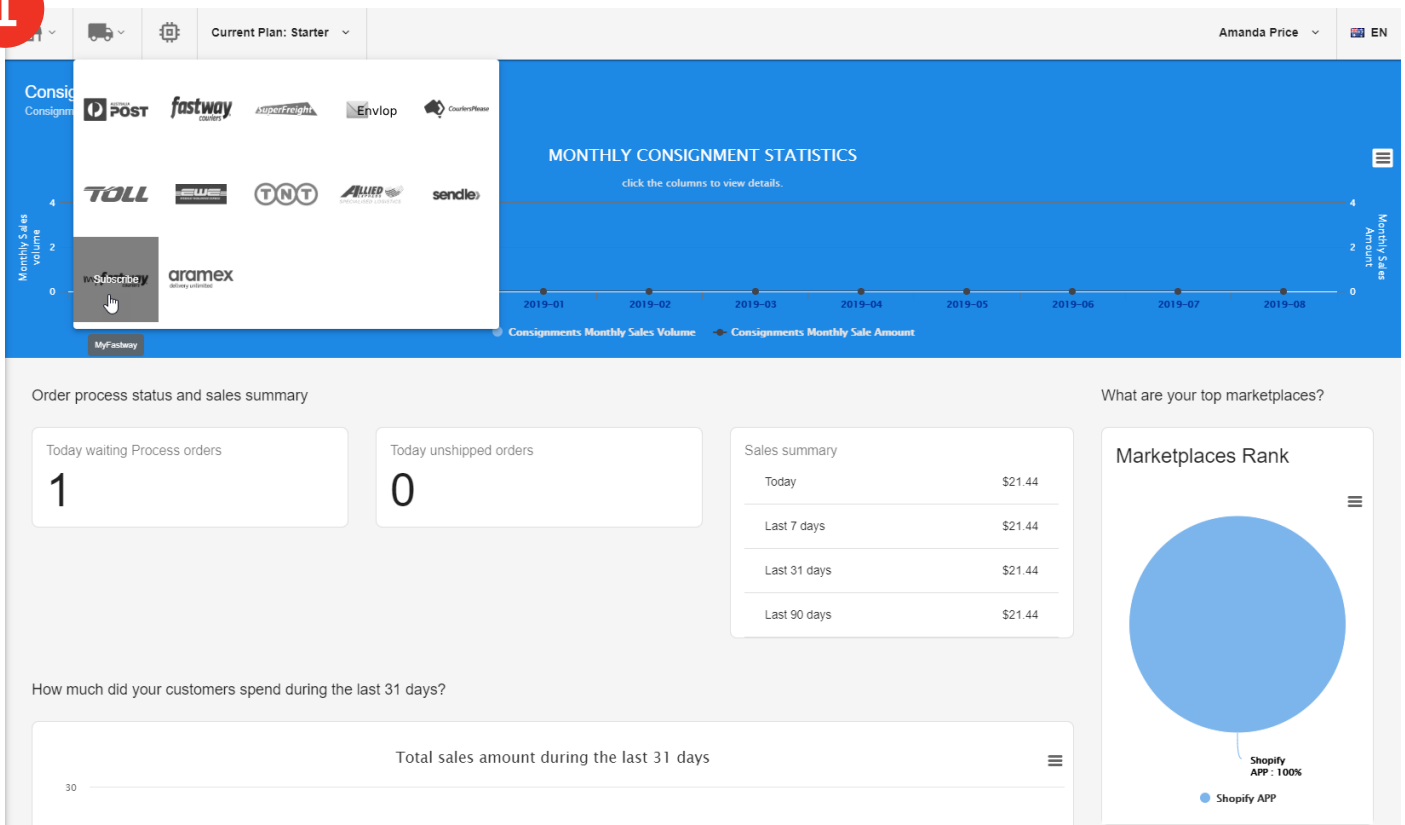 1
Current Plan: Starter
Amanda Price
EN
Consig
Consignm
AUSTRALIA
POST
fastway
couriers
SuperFreight
Envlop
CouriersPlease
TOLL
EWE
TNT
ALLIED
EXPRESS
SPECIALISED LOGISTICS
sendle
Subscribe
aramex
delivery unlimited
MyFastway
MONTHLY CONSIGNMENT STATISTICS
click the columns to view details.
Monthly Sales
volume
4
2
0
4
2
0
Monthly Sales
Amount
2019-01
2019-02
2019-03
2019-04
2019-05
2019-06
2019-07
2019-08
Consignments Monthly Sales Volume
Consignments Monthly Sale Amount
Order process status and sales summary
What are your top marketplaces?
Today waiting Process orders
1
Today unshipped orders
0
Sales summary
Today $21.44
Last 7 days $21.44
Last 31 days $21.44
Last 90 days $21.44
Marketplaces Rank
Shopify
APP : 100%
Shopify APP
How much did your customers spend during the last 31 days?
Total sales amount during the last 31 days
30